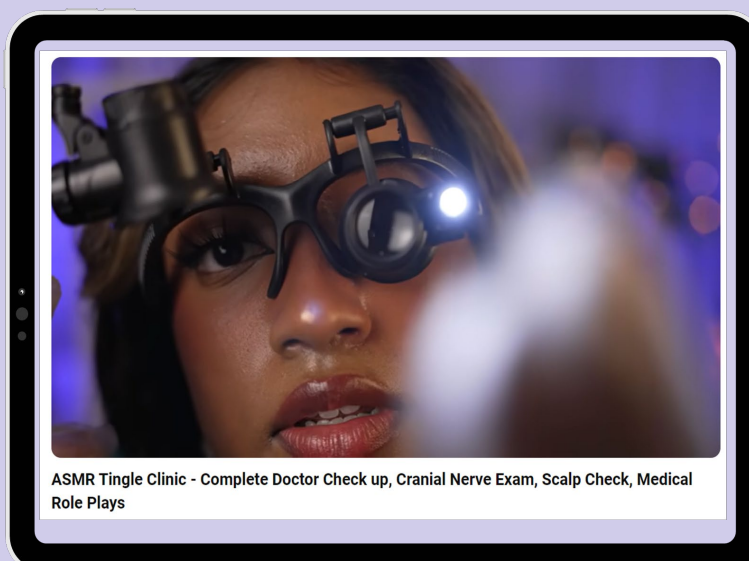 ASMR Tingle Clinic - Complete Doctor Check up, Cranial Nerve Exam, Scalp Check, Medical
Role Plays